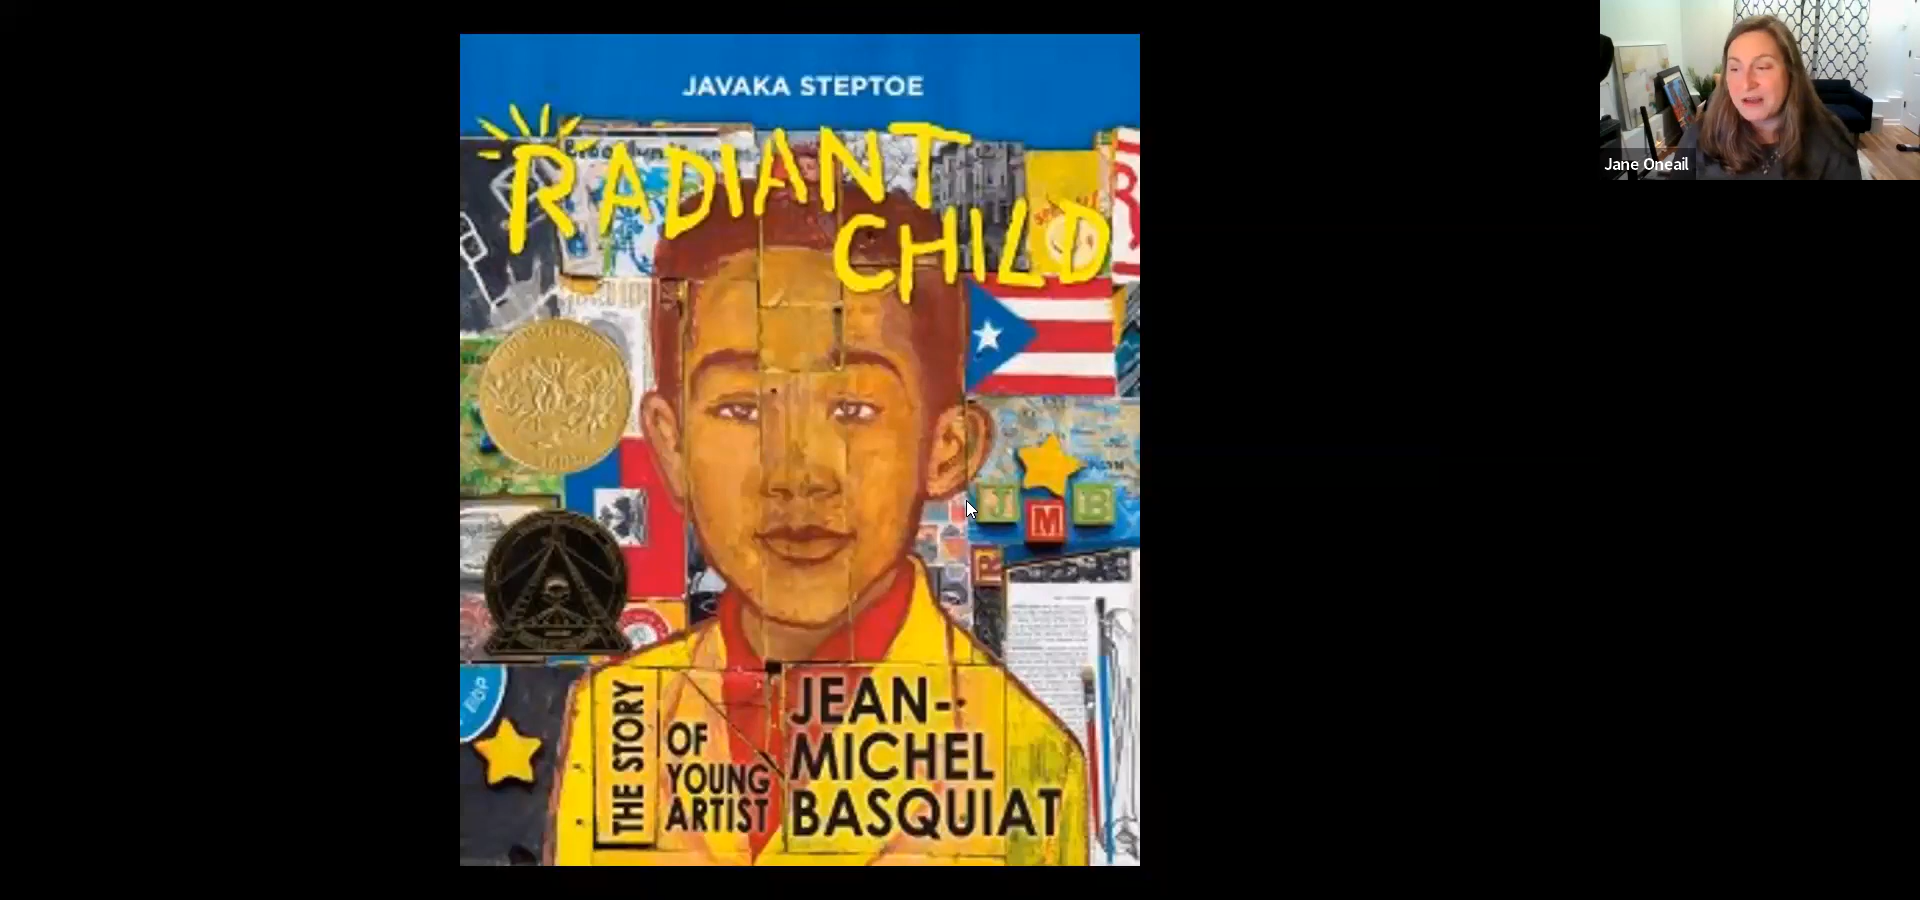 JAVAKA STEPTOE
RADIANT
CHILD
J M B
R
THE STORY
OF
YOUNG
ARTIST
JEAN-
MICHEL
BASQUIAT
Jane Oneail